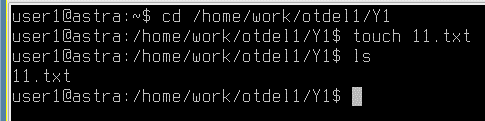 user1@astra:~$ cd /home/work/otdel1/Y1
user1@astra:/home/work/otdel1/Y1$ touch 11.txt
user1@astra:/home/work/otdel1/Y1$ ls
11.txt
user1@astra:/home/work/otdel1/Y1$